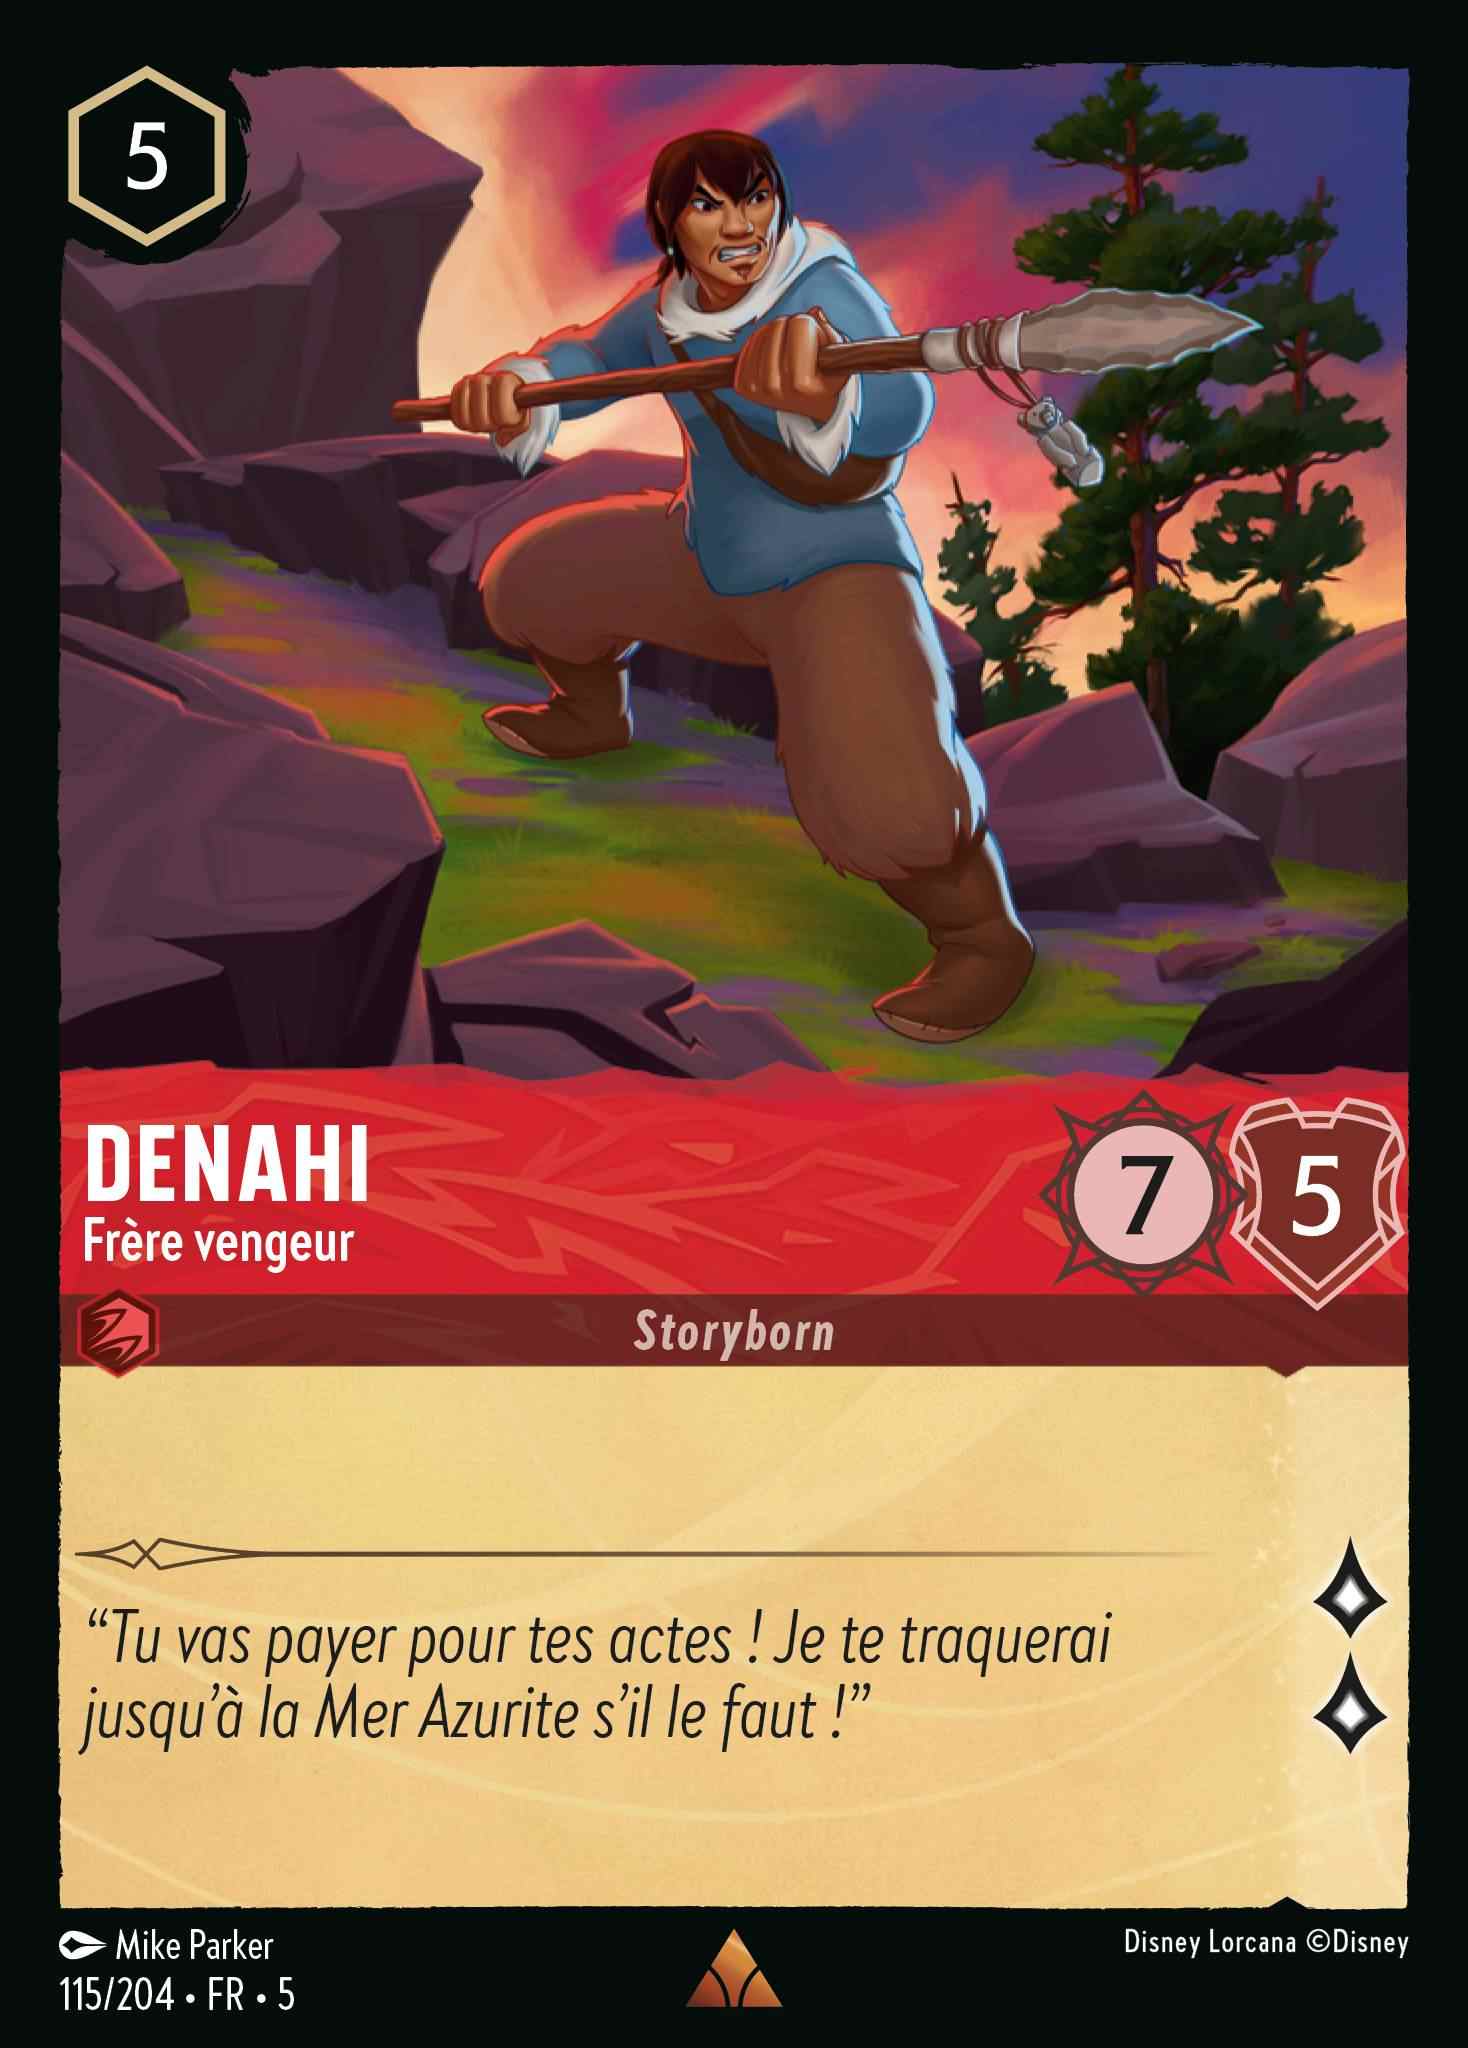 5
DENAHI
Frère vengeur
7
5
Storyborn
“Tu vas payer pour tes actes ! Je te traquerai
jusqu’à la Mer Azurite s’il le faut !”
Mike Parker
115/204 • FR • 5
Disney Lorcana ©Disney